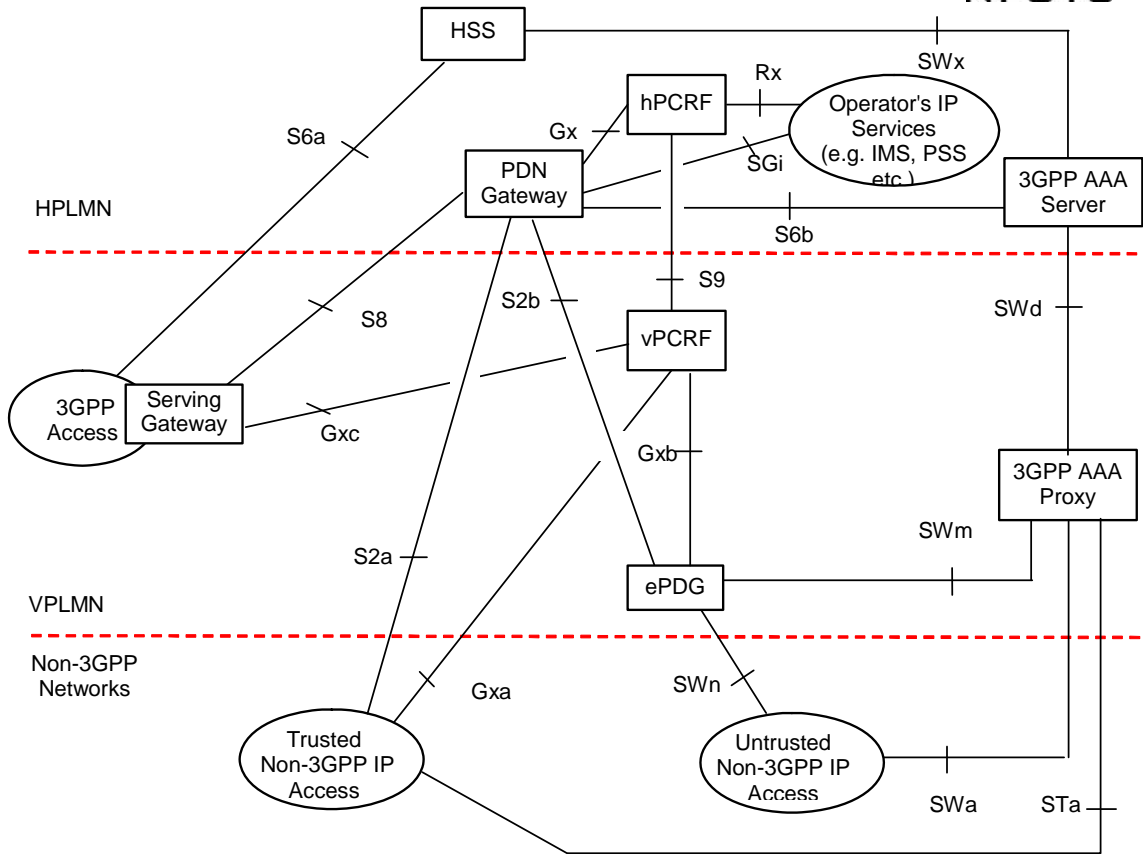 HSS
SWx
Rx
hPCRF
Operator's IP
Services
(e.g. IMS, PSS
etc.)
Gx
S6a
SGi
PDN
Gateway
3GPP AAA
Server
HPLMN
S6b
S9
S2b
SWd
S8
vPCRF
3GPP
Access
Serving
Gateway
Gxc
Gxb
3GPP AAA
Proxy
SWm
S2a
ePDG
VPLMN
Non-3GPP
Networks
Gxa
SWn
Trusted
Non-3GPP IP
Access
Untrusted
Non-3GPP IP
Access
SWa
STa